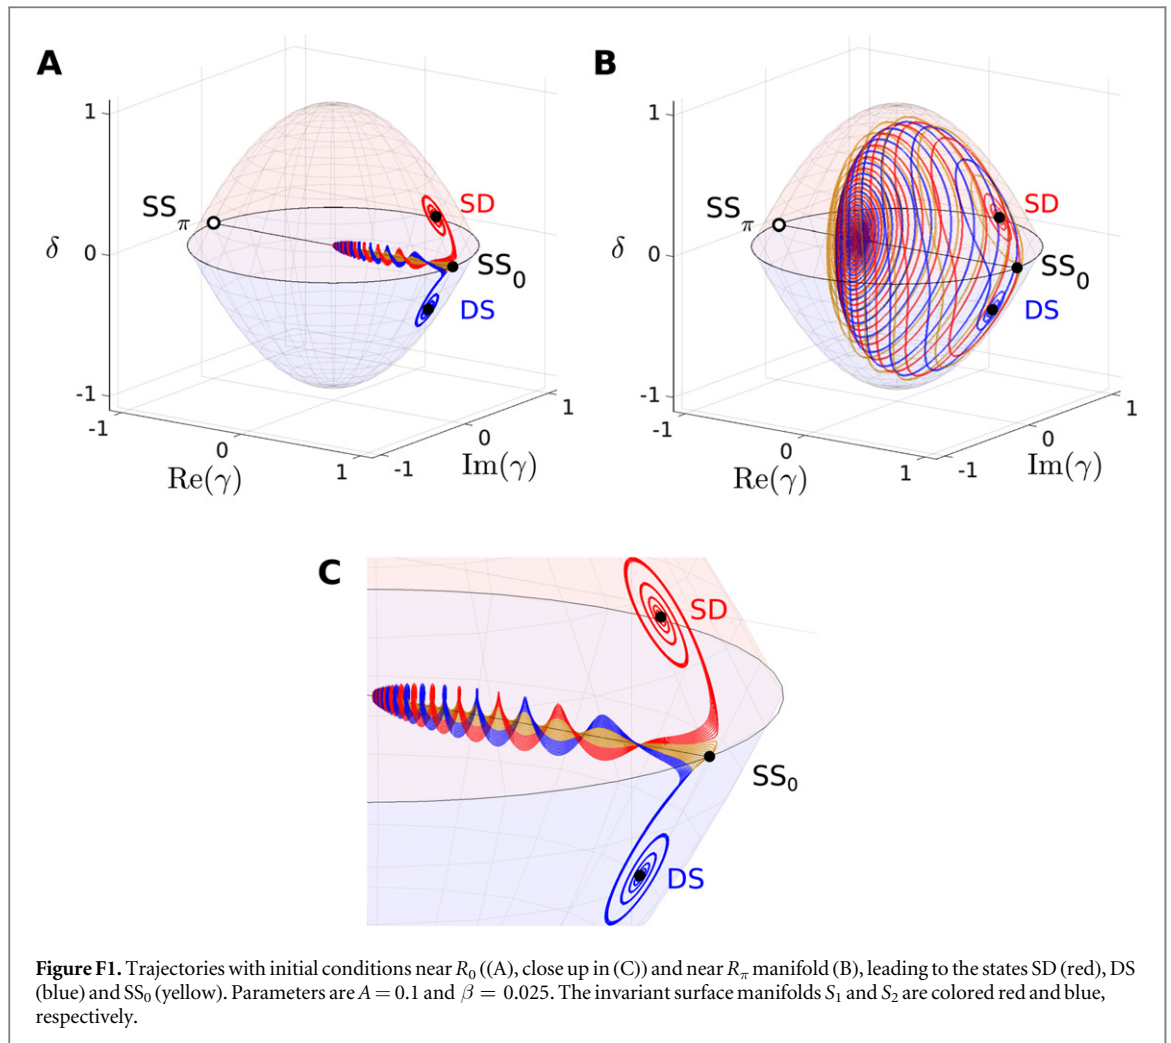 A
B
1
SSπ
SD
δ
0
SS0
DS
-1
-1
0
1
Re(γ)
-1
0
1
Im(γ)
1
SSπ
SD
δ
0
SS0
DS
-1
-1
0
1
Re(γ)
-1
0
1
Im(γ)
C
SD
SS0
DS
Figure F1. Trajectories with initial conditions near R0 ((A), close up in (C)) and near Rπ manifold (B), leading to the states SD (red), DS
(blue) and SS0 (yellow). Parameters are A = 0.1 and β = 0.025. The invariant surface manifolds S1 and S2 are colored red and blue,
respectively.